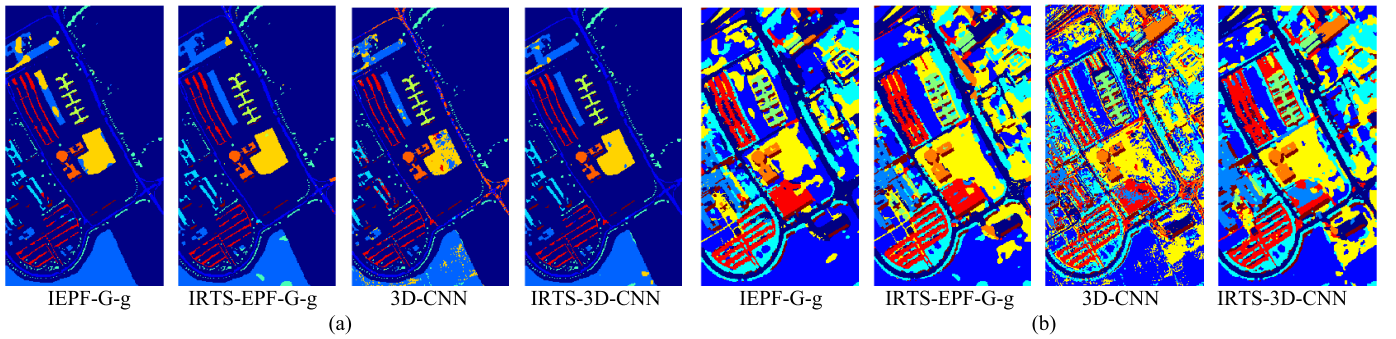 IEPF-G-g IRTS-EPF-G-g 3D-CNN IRTS-3D-CNN IEPF-G-g IRTS-EPF-G-g 3D-CNN IRTS-3D-CNN
(a) (b)